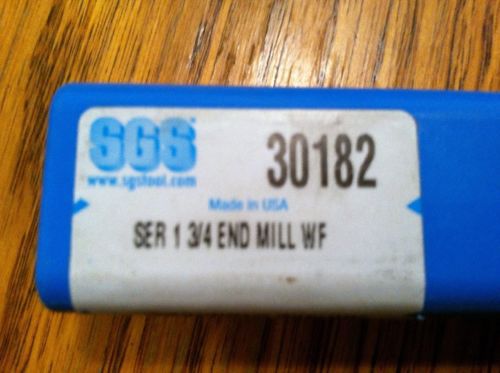 SGS
30182
www.sgstool.com
Made in USA
SER 1 3/4 END MILL WF